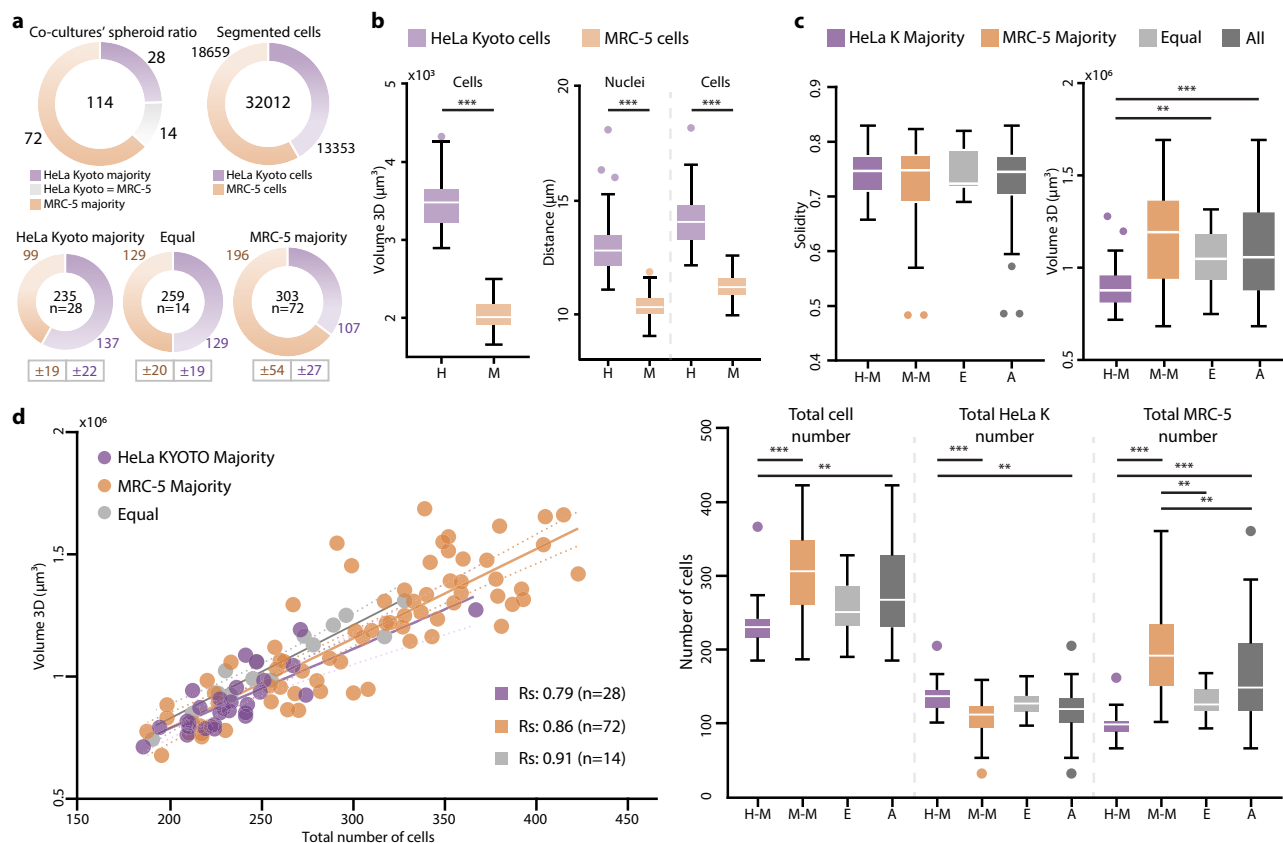 a
Co-cultures' spheroid ratio
28
114
72
14
HeLa Kyoto majority
HeLa Kyoto = MRC-5
MRC-5 majority
Segmented cells
18659
32012
13353
HeLa Kyoto cells
MRC-5 cells
HeLa Kyoto majority
99
235
n=28
137
±19 ±22
Equal
129
259
n=14
129
±20 ±19
MRC-5 majority
196
303
n=72
107
±54 ±27
b
HeLa Kyoto cells
MRC-5 cells
x10³
Cells
***
Volume 3D (µm³)
5
4
3
2
H M
Nuclei
Cells
***
***
Distance (µm)
20
15
10
H M H M
c
HeLa K Majority
MRC-5 Majority
Equal
All
Solidity
0.9
0.8
0.7
0.6
0.5
0.4
H-M M-M E A
x10⁶
***
**
Volume 3D (µm³)
2
1.5
1
0.5
H-M M-M E A
d
x10⁶
HeLa KYOTO Majority
MRC-5 Majority
Equal
Volume 3D (µm³)
2
1.5
1
0.5
Rs: 0.79 (n=28)
Rs: 0.86 (n=72)
Rs: 0.91 (n=14)
150 200 250 300 350 400 450
Total number of cells
Total cell
number
Total HeLa K
number
Total MRC-5
number
***
**
***
**
***
***
**
**
Number of cells
500
400
300
200
100
0
H-M M-M E A H-M M-M E A H-M M-M E A